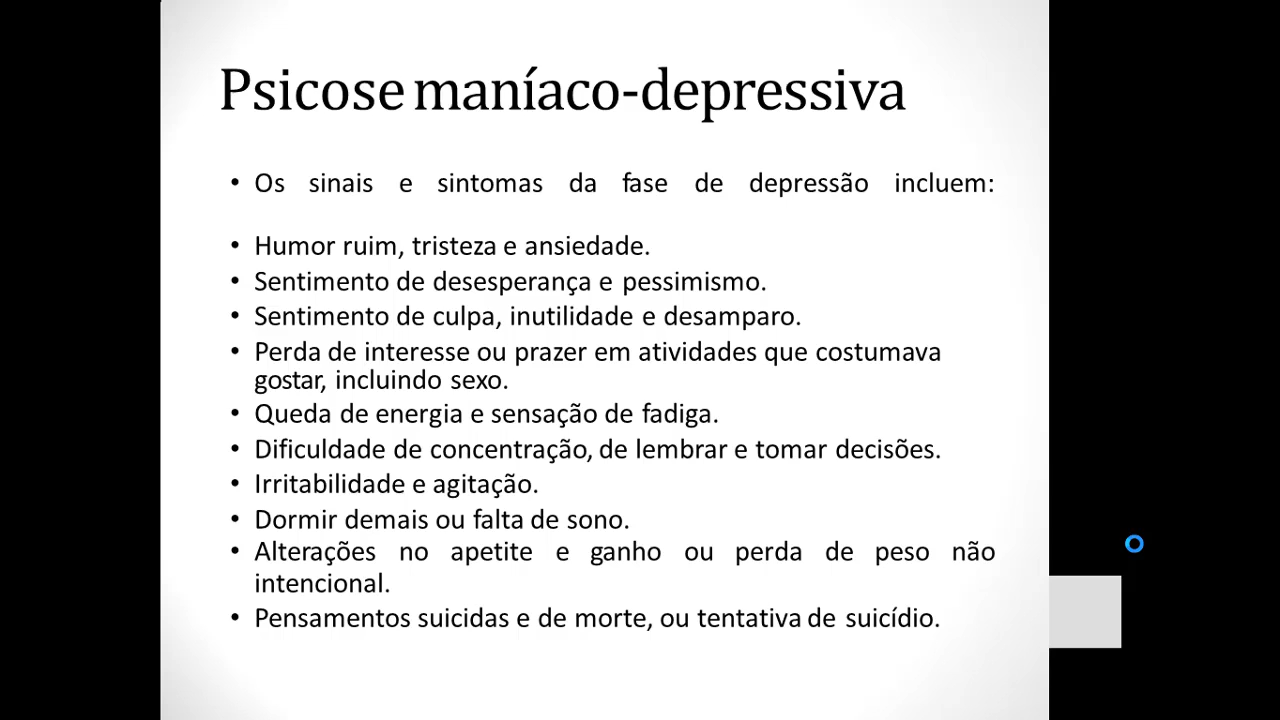 Psicose maníaco-depressiva
• Os sinais e sintomas da fase de depressão incluem:
• Humor ruim, tristeza e ansiedade.
• Sentimento de desesperança e pessimismo.
• Sentimento de culpa, inutilidade e desamparo.
• Perda de interesse ou prazer em atividades que costumava
gostar, incluindo sexo.
• Queda de energia e sensação de fadiga.
• Dificuldade de concentração, de lembrar e tomar decisões.
• Irritabilidade e agitação.
• Dormir demais ou falta de sono.
• Alterações no apetite e ganho ou perda de peso não
intencional.
• Pensamentos suicidas e de morte, ou tentativa de suicídio.